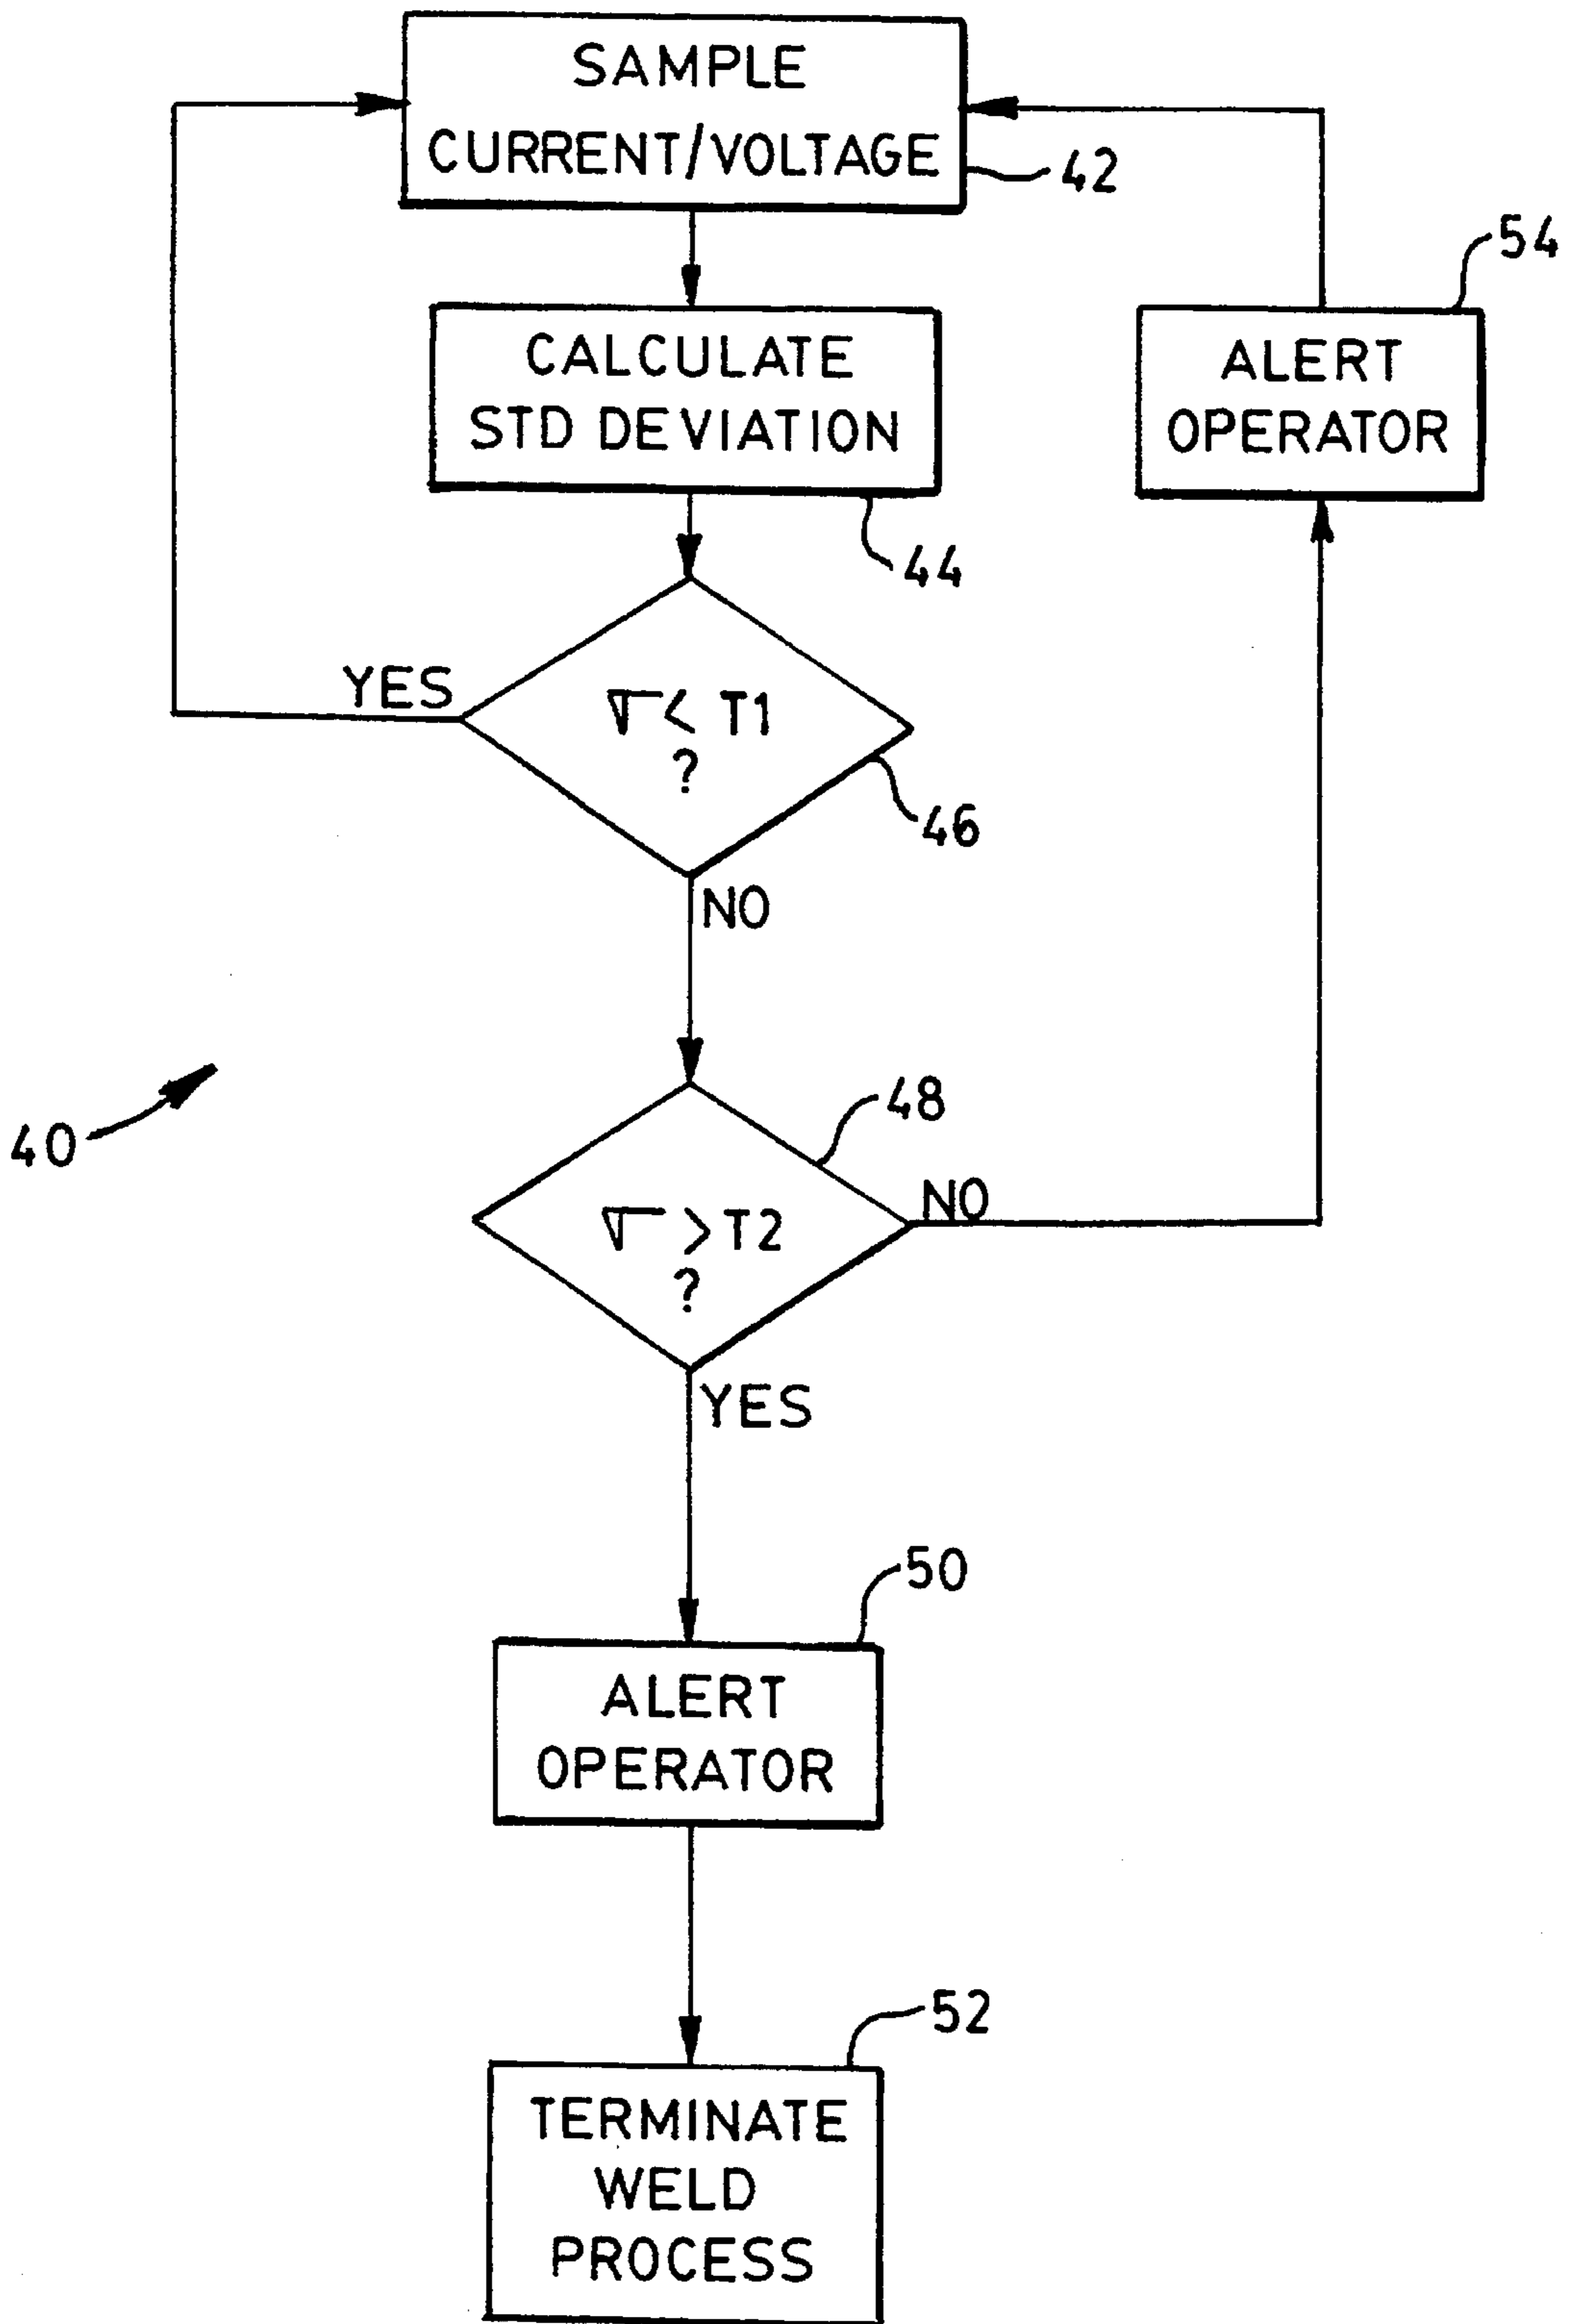 SAMPLE
CURRENT/VOLTAGE
42
54
CALCULATE
STD DEVIATION
ALERT
OPERATOR
44
YES
σ< T1
?
46
NO
40
48
σ >T2
?
NO
YES
50
ALERT
OPERATOR
52
TERMINATE
WELD
PROCESS